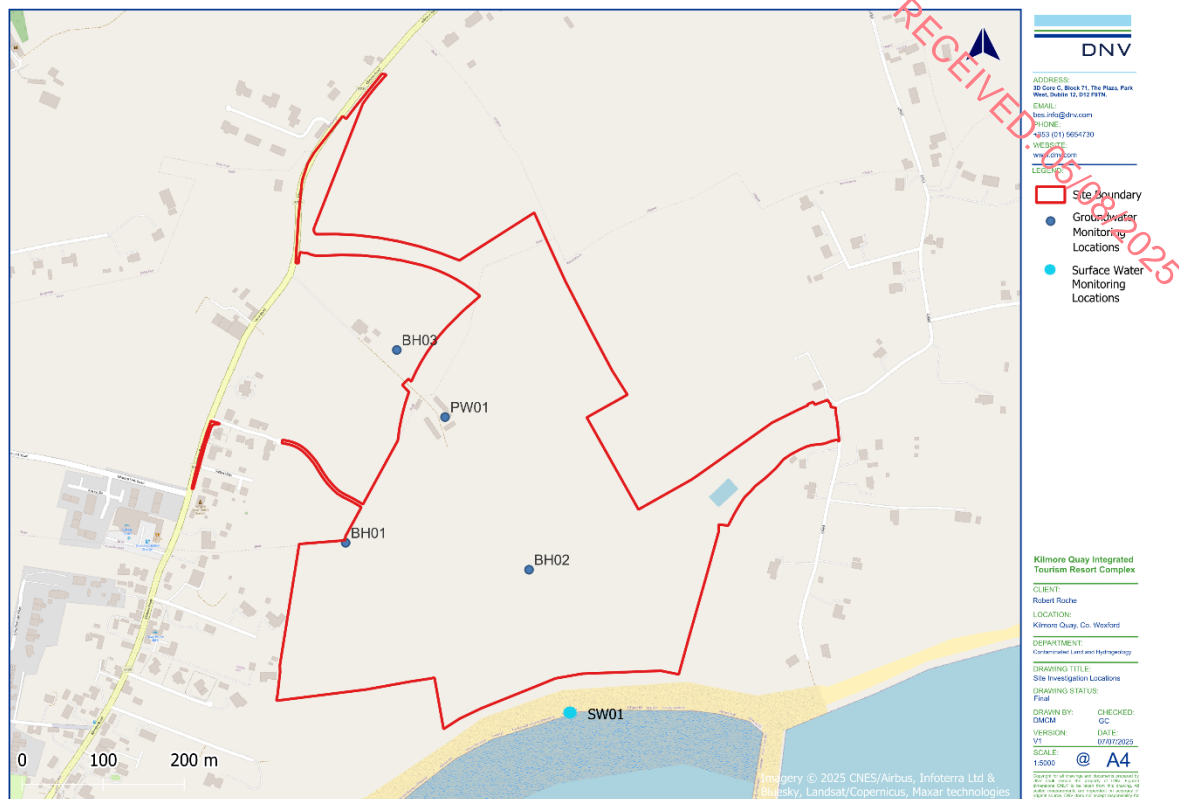 BH03
PW01
BH01
BH02
SW01
0 100 200 m
Imagery © 2025 CNES/Airbus, Infoterra Ltd &
Bluesky, Landsat/Copernicus, Maxar technologies
RECEIVED: 05/08/2025
DNV
ADDRESS:
3D Core C, Block 71, The Plaza, Park
West, Dublin 12, D12 F9TN.
EMAIL:
bes.info@dnv.com
PHONE:
+353 (01) 5654730
WEBSITE:
www.dnv.com
LEGEND:
Site Boundary
Groundwater
Monitoring
Locations
Surface Water
Monitoring
Locations
Kilmore Quay Integrated
Tourism Resort Complex
CLIENT:
Robert Roche
LOCATION:
Kilmore Quay, Co. Wexford
DEPARTMENT:
Contaminated Land and Hydrogeology
DRAWING TITLE:
Site Investigation Locations
DRAWING STATUS:
Final
DRAWN BY: CHECKED:
DMCM GC
VERSION: DATE:
V1 07/07/2025
SCALE:
1:5000 @ A4